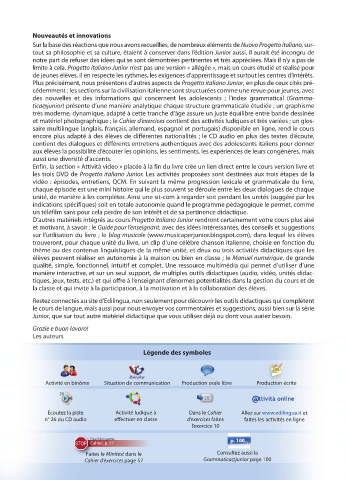 Nouveautés et innovations
Sur la base des réactions que nous avons recueillies, de nombreux éléments de Nuovo Progetto italiano, sur-
tout sa philosophie et sa culture, étaient à conserver dans l'édition Junior aussi. Il aurait été incongru de
notre part de refuser des idées qui se sont démontrées pertinentes et très appréciées. Mais il n'y a pas de
limite à cela. Progetto italiano Junior n'est pas une version « allégée », mais un cours étudié et réalisé pour
de jeunes élèves, il en respecte les rythmes, les exigences d'apprentissage et surtout les centres d'intérêts.
Plus précisément, nous présentons d'autres aspects de Progetto italiano Junior, en plus de ceux cités pré-
cédemment : les sections sur la civilisation italienne sont structurées comme une revue pour jeunes, avec
des nouvelles et des informations qui concernent les adolescents ; l'Index grammatical (Gramma-
tica) présente d'une manière analytique chaque structure grammaticale étudiée ; un graphisme
très moderne, dynamique, adapté à cette tranche d'âge assure un juste équilibre entre bande dessinée
et matériel photographique ; le Cahier d'exercices contient des activités ludiques et très variées ; un glos-
saire multilingue (anglais, français, allemand, espagnol et portugais) disponible en ligne, rend le cours
encore plus adapté à des élèves de différentes nationalités ; le CD audio en plus des textes d'écoute,
contient des dialogues et différents entretiens authentiques avec des adolescents italiens pour donner
aux élèves la possibilité d'écouter les opinions, les sentiments, les expériences de leurs congénères, mais
aussi une diversité d'accents.
Enfin, la section « Attività video » placée à la fin du livre crée un lien direct entre le cours version livre et
les trois DVD de Progetto italiano Junior. Les activités proposées sont destinées aux trois étapes de la
vidéo : épisodes, entretiens, QCM. En suivant la même progression lexicale et grammaticale du livre,
chaque épisode est une mini histoire qui le plus souvent se déroule entre les deux dialogues de chaque
unité, de manière à les compléter. Ainsi une sit-com à regarder soit pendant les unités (suggéré par les
indications spécifiques) soit en totale autonomie quand le programme pédagogique le permet, comme
un téléfilm sans pour cela perdre de son intérêt et de sa pertinence didactique.
D'autres matériels intégrés au cours Progetto italiano Junior rendront certainement votre cours plus aisé
et motivant, à savoir : le Guide pour l'enseignant, avec des idées intéressantes, des conseils et suggestions
sur l'utilisation du livre ; le blog musicale (www.musicaperjunior.blogspot.com), dans lequel les élèves
trouveront, pour chaque unité du livre, un clip d'une célèbre chanson italienne, choisie en fonction du
thème ou des contenus linguistiques de la même unité, et deux ou trois activités didactiques que les
élèves peuvent réaliser en autonomie à la maison ou bien en classe ; le Manuel numérique, de grande
qualité, simple, fonctionnel, intuitif et complet. Une ressource multimédia qui permet d'utiliser d'une
manière interactive, et sur un seul support, de multiples outils didactiques (audio, vidéo, unités didac-
tiques, jeux, tests, etc.) et qui offre à l'enseignant d'énormes potentialités dans la gestion du cours et de
la classe et qui invite à la participation, à la motivation et à la collaboration des élèves.
Restez connectés au site d'Edilingua, non seulement pour découvrir les outils didactiques qui complètent
le cours de langue, mais aussi pour nous envoyer vos commentaires et suggestions, aussi bien sur la série
Junior, que sur tout autre matériel didactique que vous utiliser déjà ou dont vous auriez besoin.
Grazie e buon lavoro!
Les auteurs
Légende des symboles
Activité en binôme Situation de communication Production orale libre Production écrite
@ttività online
Écoutez la piste Activité ludique à Dans le Cahier Allez sur www.edilingua.it et
n° 26 du CD audio effectuer en classe d'exercices faites faites les activités en ligne
l'exercice 10
STOP
p. 100
Faites le Minitest dans le Consultez aussi la
Cahier d'exercices page 57 Grammaticajunior page 100